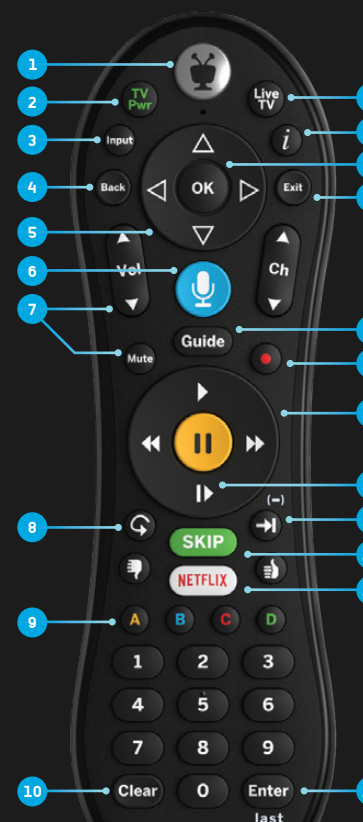 1
2
TV
Pwr
Live
TV
3
Input
i
4
Back
OK
Exit
5
6
Vol
Ch
7
Guide
Mute
(-)
8
SKIP
NETFLIX
9
A B C D
1 2 3
4 5 6
7 8 9
10
Clear 0 Enter
last